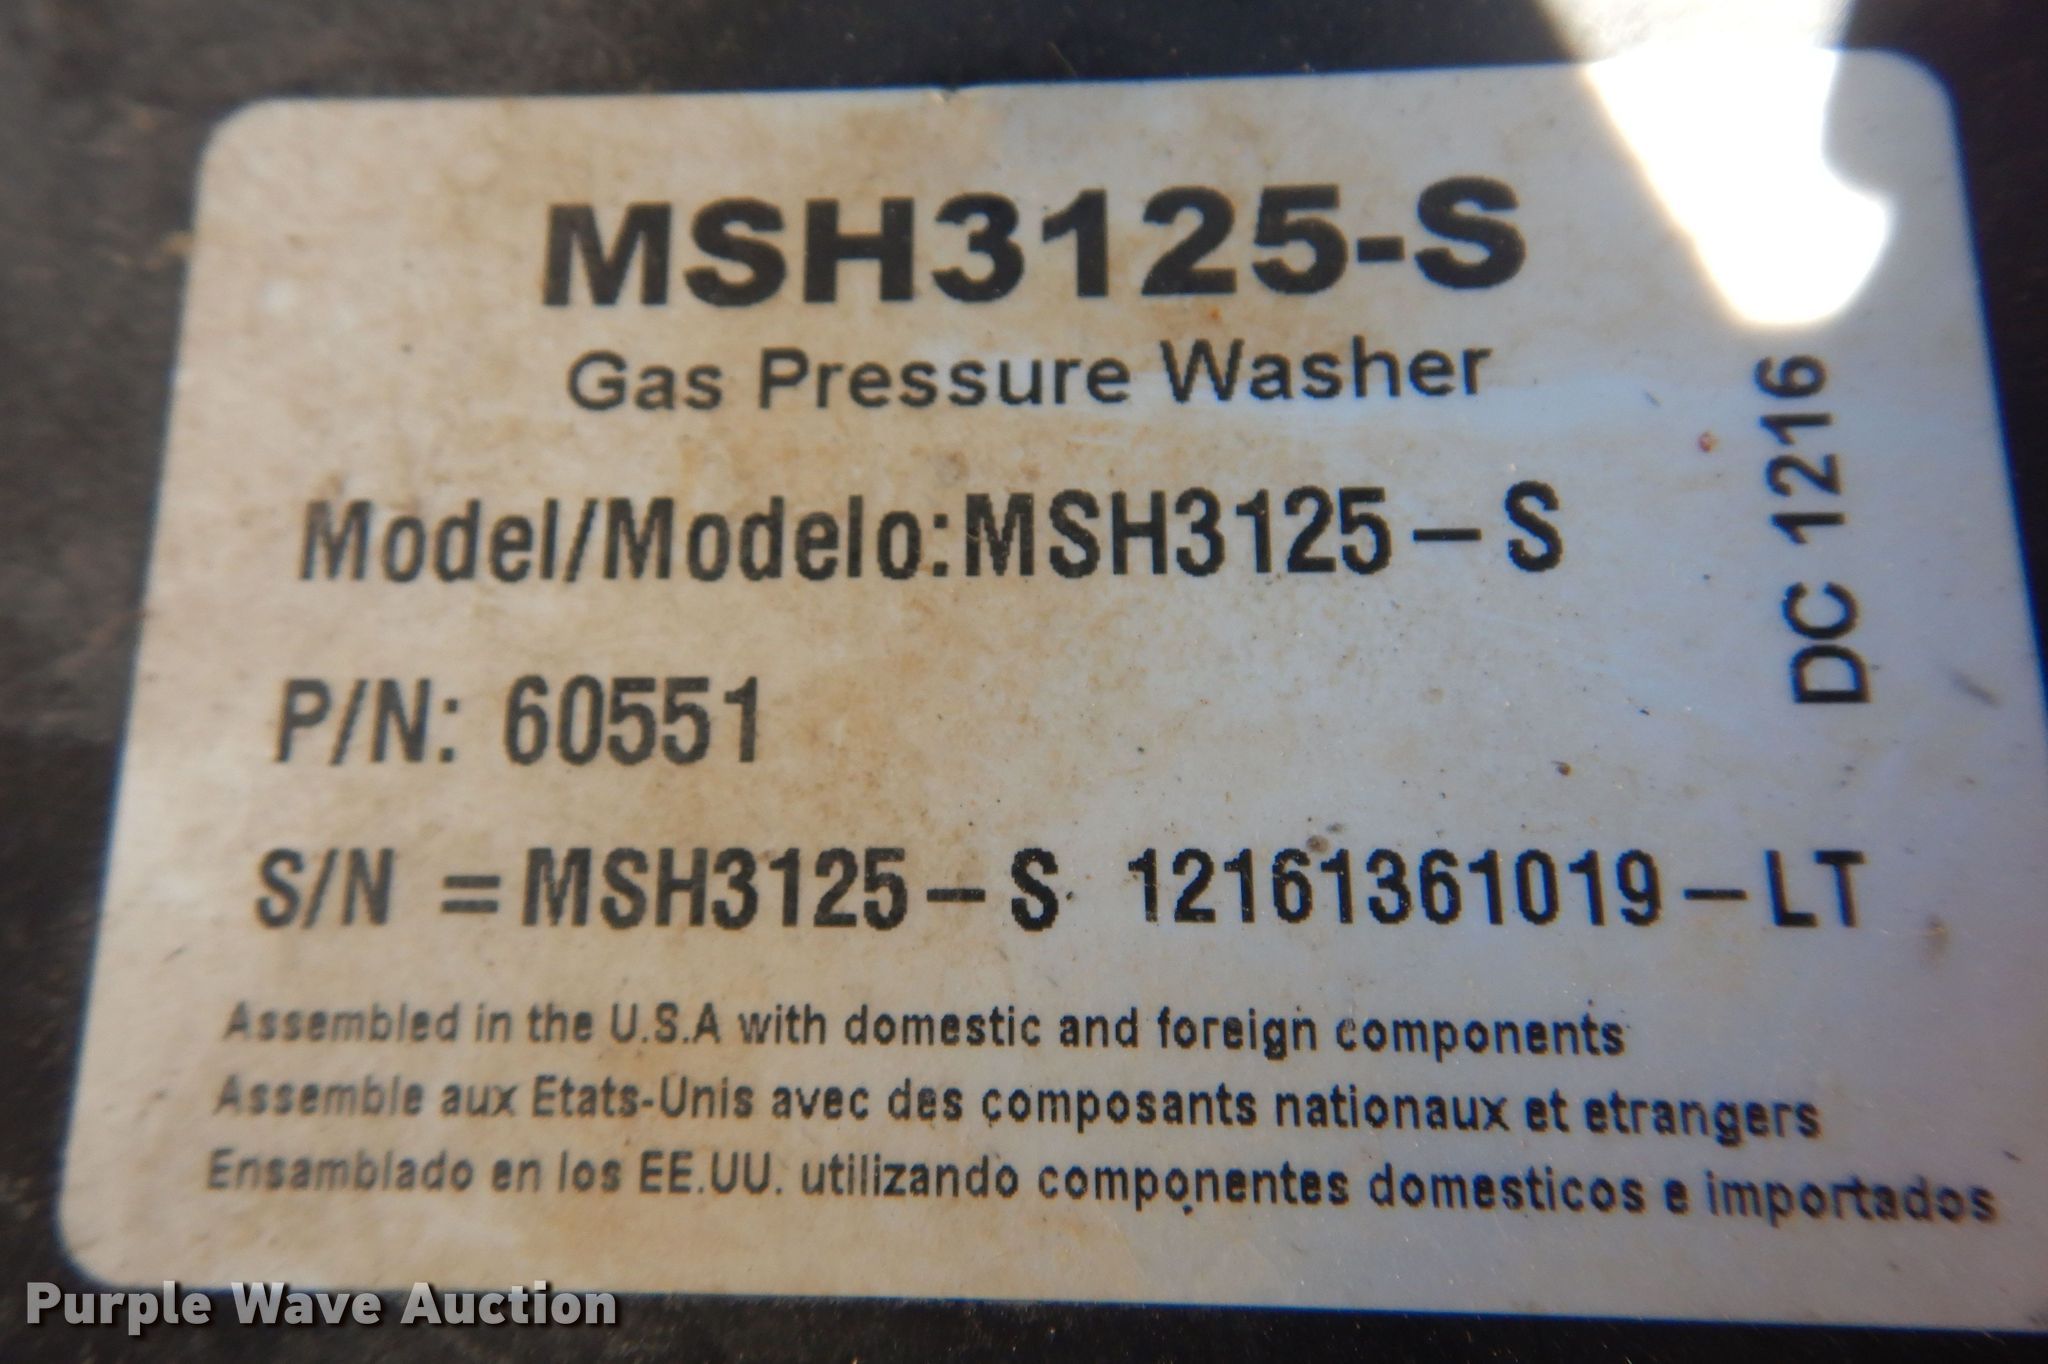 MSH3125-S
Gas Pressure Washer
DC 1216
Model/Modelo:MSH3125-S
P/N: 60551
S/N =MSH3125-S 12161361019-LT
Assembled in the U.S.A with domestic and foreign components
Assemble aux Etats-Unis avec des composants nationaux et etrangers
Ensamblado en los EE.UU. utilizando componentes domesticos e importados
Purple Wave Auction